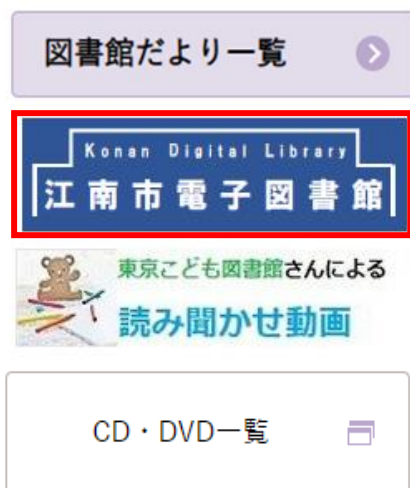 図書館だより一覧
Konan Digital Library
江南市電子図書館
東京こども図書館さんによる
読み聞かせ動画
CD・DVD一覧